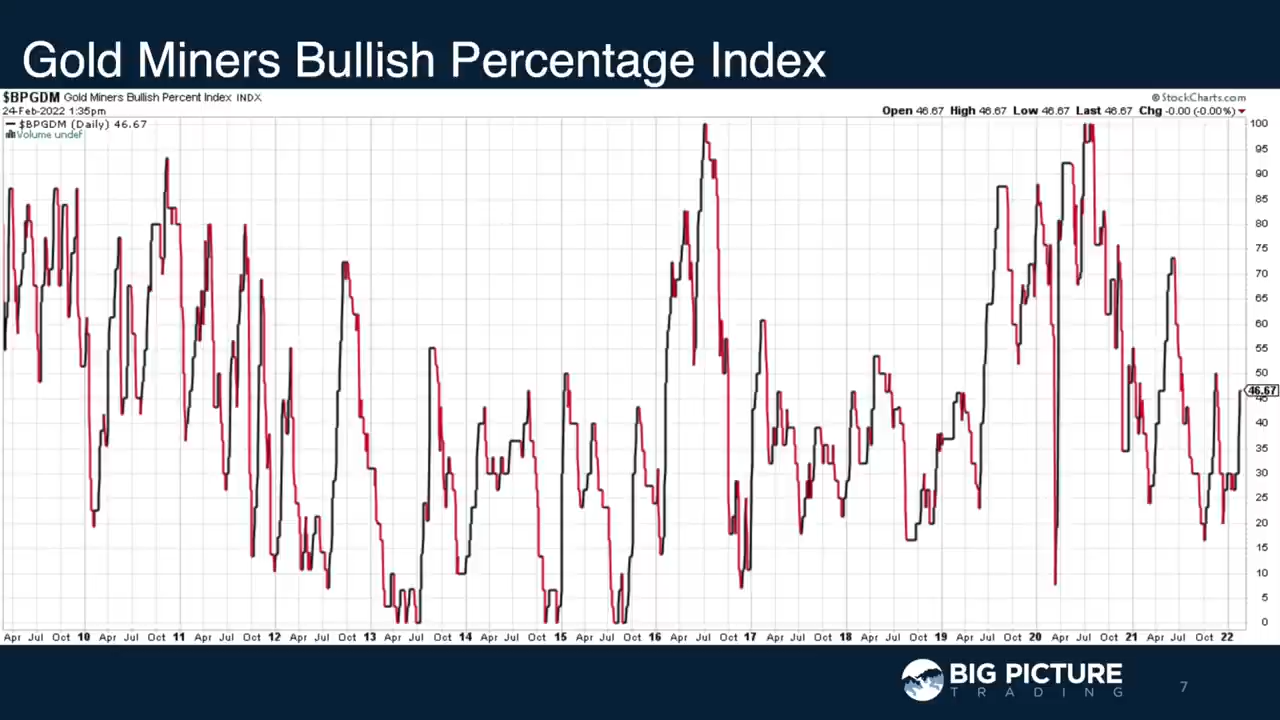 Gold Miners Bullish Percentage Index
$BPGDM Gold Miners Bullish Percent Index INDX
© StockCharts.com
24-Feb-2022 1:35pm
Open 46.67 High 46.67 Low 46.67 Last 46.67 Chg -0.00 (-0.00%)
$BPGDM (Daily) 46.67
Volume undef
100
95
90
85
80
75
70
65
60
55
50
46.67
45
40
35
30
25
20
15
10
5
0
Apr Jul Oct 10 Apr Jul Oct 11 Apr Jul Oct 12 Apr Jul Oct 13 Apr Jul Oct 14 Apr Jul Oct 15 Apr Jul Oct 16 Apr Jul Oct 17 Apr Jul Oct 18 Apr Jul Oct 19 Apr Jul Oct 20 Apr Jul Oct 21 Apr Jul Oct 22
BIG PICTURE
TRADING
7